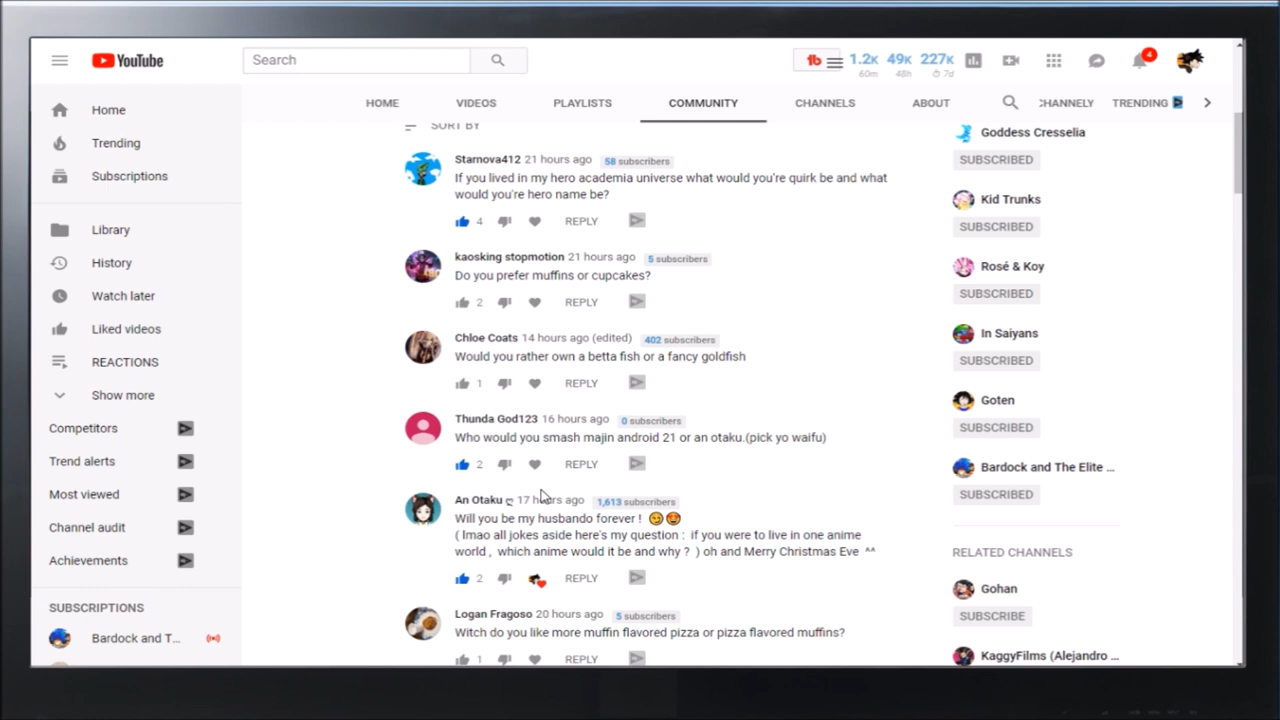 YouTube
Search
1.2K 49K 227K
60m 48h 7d
4
HOME VIDEOS PLAYLISTS COMMUNITY CHANNELS ABOUT CHANNELY TRENDING
Home
Trending
Subscriptions
Library
History
Watch later
Liked videos
REACTIONS
Show more
Competitors
Trend alerts
Most viewed
Channel audit
Achievements
SUBSCRIPTIONS
Bardock and T...
SORT BY
Starnova412 21 hours ago 58 subscribers
If you lived in my hero academia universe what would you're quirk be and what
would you're hero name be?
4 REPLY
kaosking stopmotion 21 hours ago 5 subscribers
Do you prefer muffins or cupcakes?
2 REPLY
Chloe Coats 14 hours ago (edited) 402 subscribers
Would you rather own a betta fish or a fancy goldfish
1 REPLY
Thunda God123 16 hours ago 0 subscribers
Who would you smash majin android 21 or an otaku.(pick yo waifu)
2 REPLY
An Otaku ღ 17 hours ago 1,613 subscribers
Will you be my husbando forever ! 😏😍
( lmao all jokes aside here's my question : if you were to live in one anime
world , which anime would it be and why ? ) oh and Merry Christmas Eve ^^
2 REPLY
Logan Fragoso 20 hours ago 5 subscribers
Witch do you like more muffin flavored pizza or pizza flavored muffins?
1 REPLY
Goddess Cresselia
SUBSCRIBED
Kid Trunks
SUBSCRIBED
Rosé & Koy
SUBSCRIBED
In Saiyans
SUBSCRIBED
Goten
SUBSCRIBED
Bardock and The Elite ...
SUBSCRIBED
RELATED CHANNELS
Gohan
SUBSCRIBE
KaggyFilms (Alejandro ...